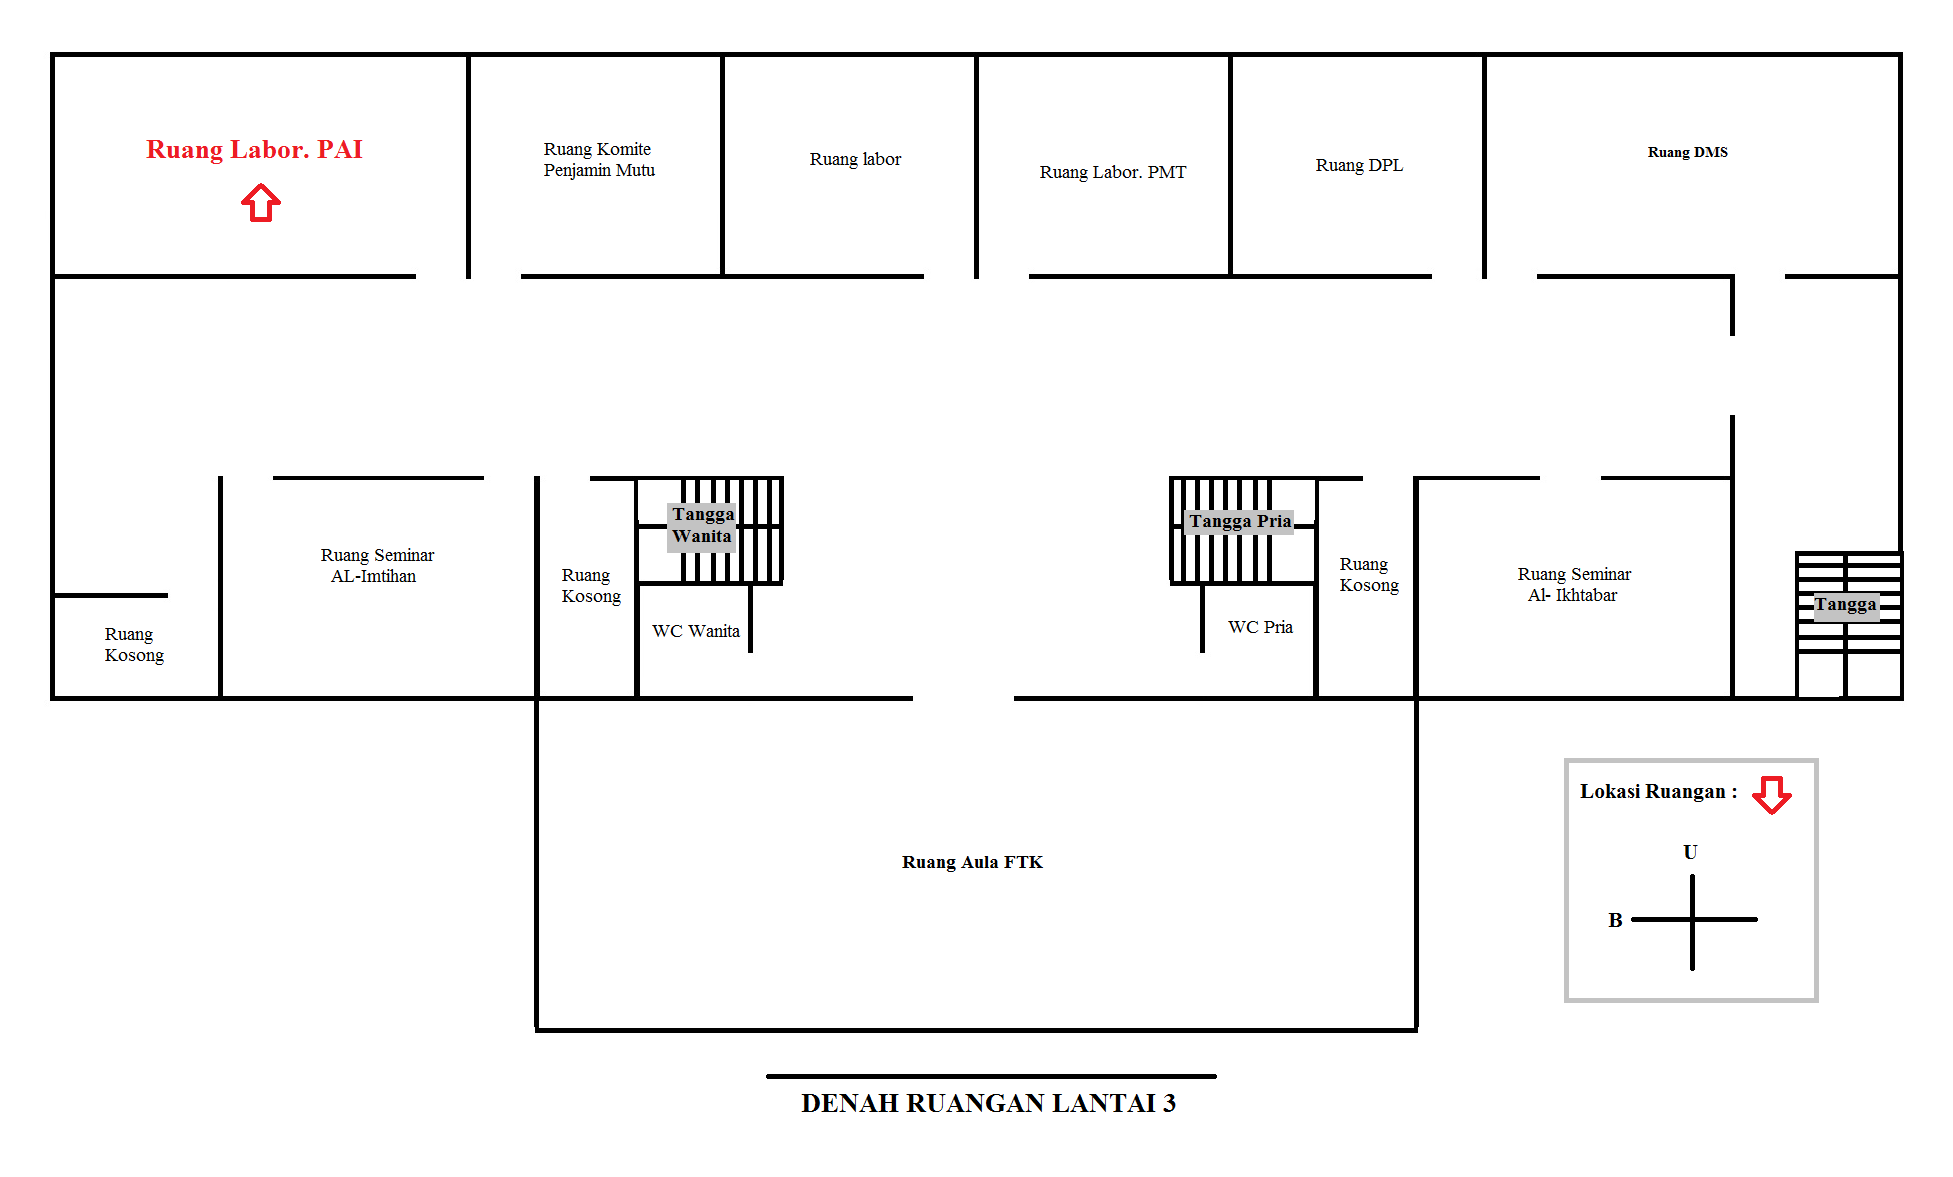 Ruang Labor. PAI
Ruang Komite
Penjamin Mutu
Ruang labor
Ruang Labor. PMT
Ruang DPL
Ruang DMS
Ruang
Kosong
Ruang Seminar
AL-Imtihan
Ruang
Kosong
Tangga
Wanita
WC Wanita
Tangga Pria
WC Pria
Ruang
Kosong
Ruang Seminar
Al- Ikhtabar
Tangga
Ruang Aula FTK
Lokasi Ruangan :
U
B
DENAH RUANGAN LANTAI 3